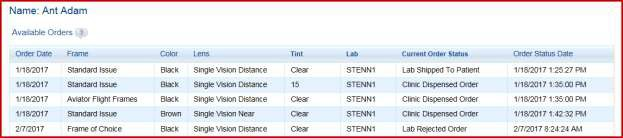 Name: Ant Adam
Available Orders 3
Order Date Frame Color Lens Tint Lab Current Order Status Order Status Date
1/18/2017 Standard Issue Black Single Vision Distance Clear STENN1 Lab Shipped To Patient 1/18/2017 1:25:27 PM
1/18/2017 Standard Issue Black Single Vision Distance 15 STENN1 Clinic Dispensed Order 1/18/2017 1:35:00 PM
1/18/2017 Aviator Flight Frames Black Single Vision Distance Clear STENN1 Clinic Dispensed Order 1/18/2017 1:35:00 PM
1/18/2017 Standard Issue Brown Single Vision Near Clear STENN1 Clinic Dispensed Order 1/18/2017 1:42:32 PM
2/7/2017 Frame of Choice Black Single Vision Distance Clear STENN1 Lab Rejected Order 2/7/2017 8:24:24 AM